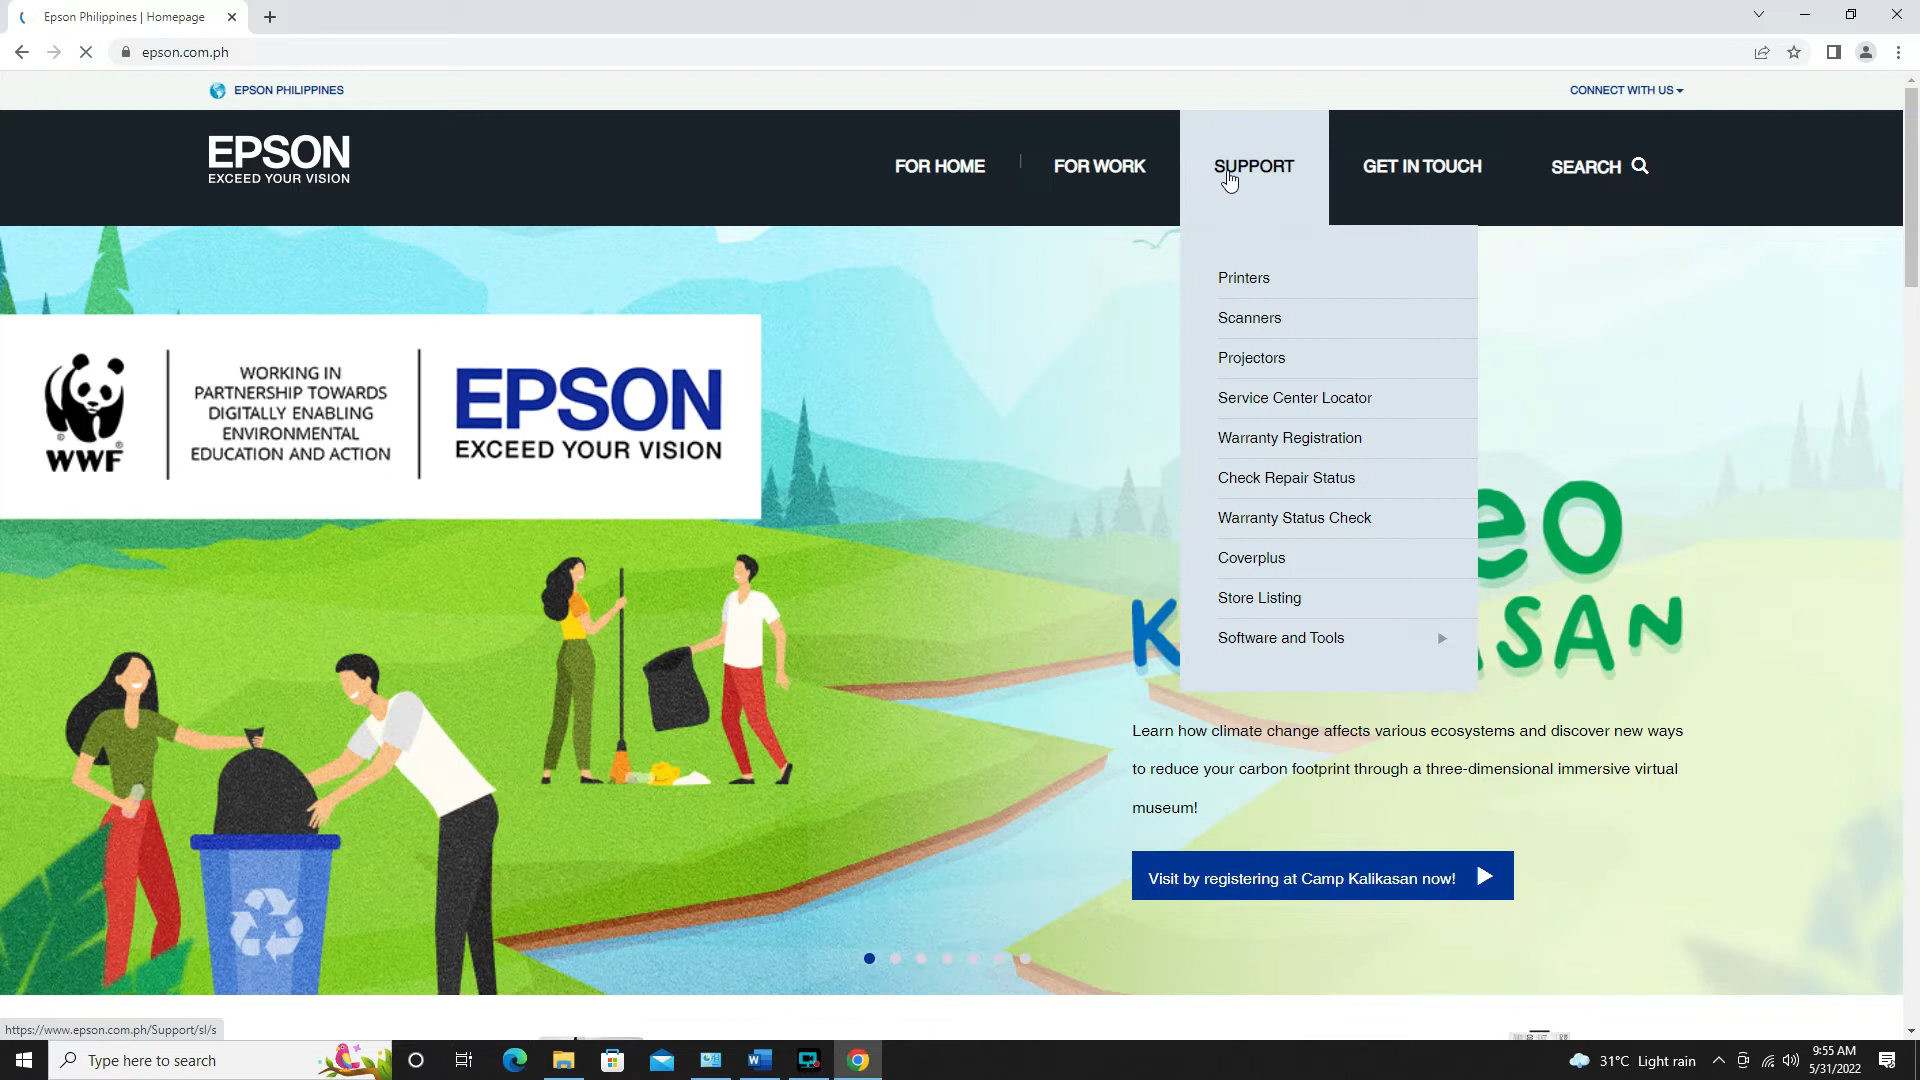 Epson Philippines | Homepage
epson.com.ph
EPSON PHILIPPINES
CONNECT WITH US
EPSON
EXCEED YOUR VISION
FOR HOME
FOR WORK
SUPPORT
GET IN TOUCH
SEARCH
Printers
Scanners
Projectors
Service Center Locator
Warranty Registration
Check Repair Status
Warranty Status Check
Coverplus
Store Listing
Software and Tools
WWF
WORKING IN
PARTNERSHIP TOWARDS
DIGITALLY ENABLING
ENVIRONMENTAL
EDUCATION AND ACTION
EPSON
EXCEED YOUR VISION
Learn how climate change affects various ecosystems and discover new ways
to reduce your carbon footprint through a three-dimensional immersive virtual
museum!
Visit by registering at Camp Kalikasan now!
https://www.epson.com.ph/Support/sl/s
Type here to search
31°C Light rain
9:55 AM
5/31/2022